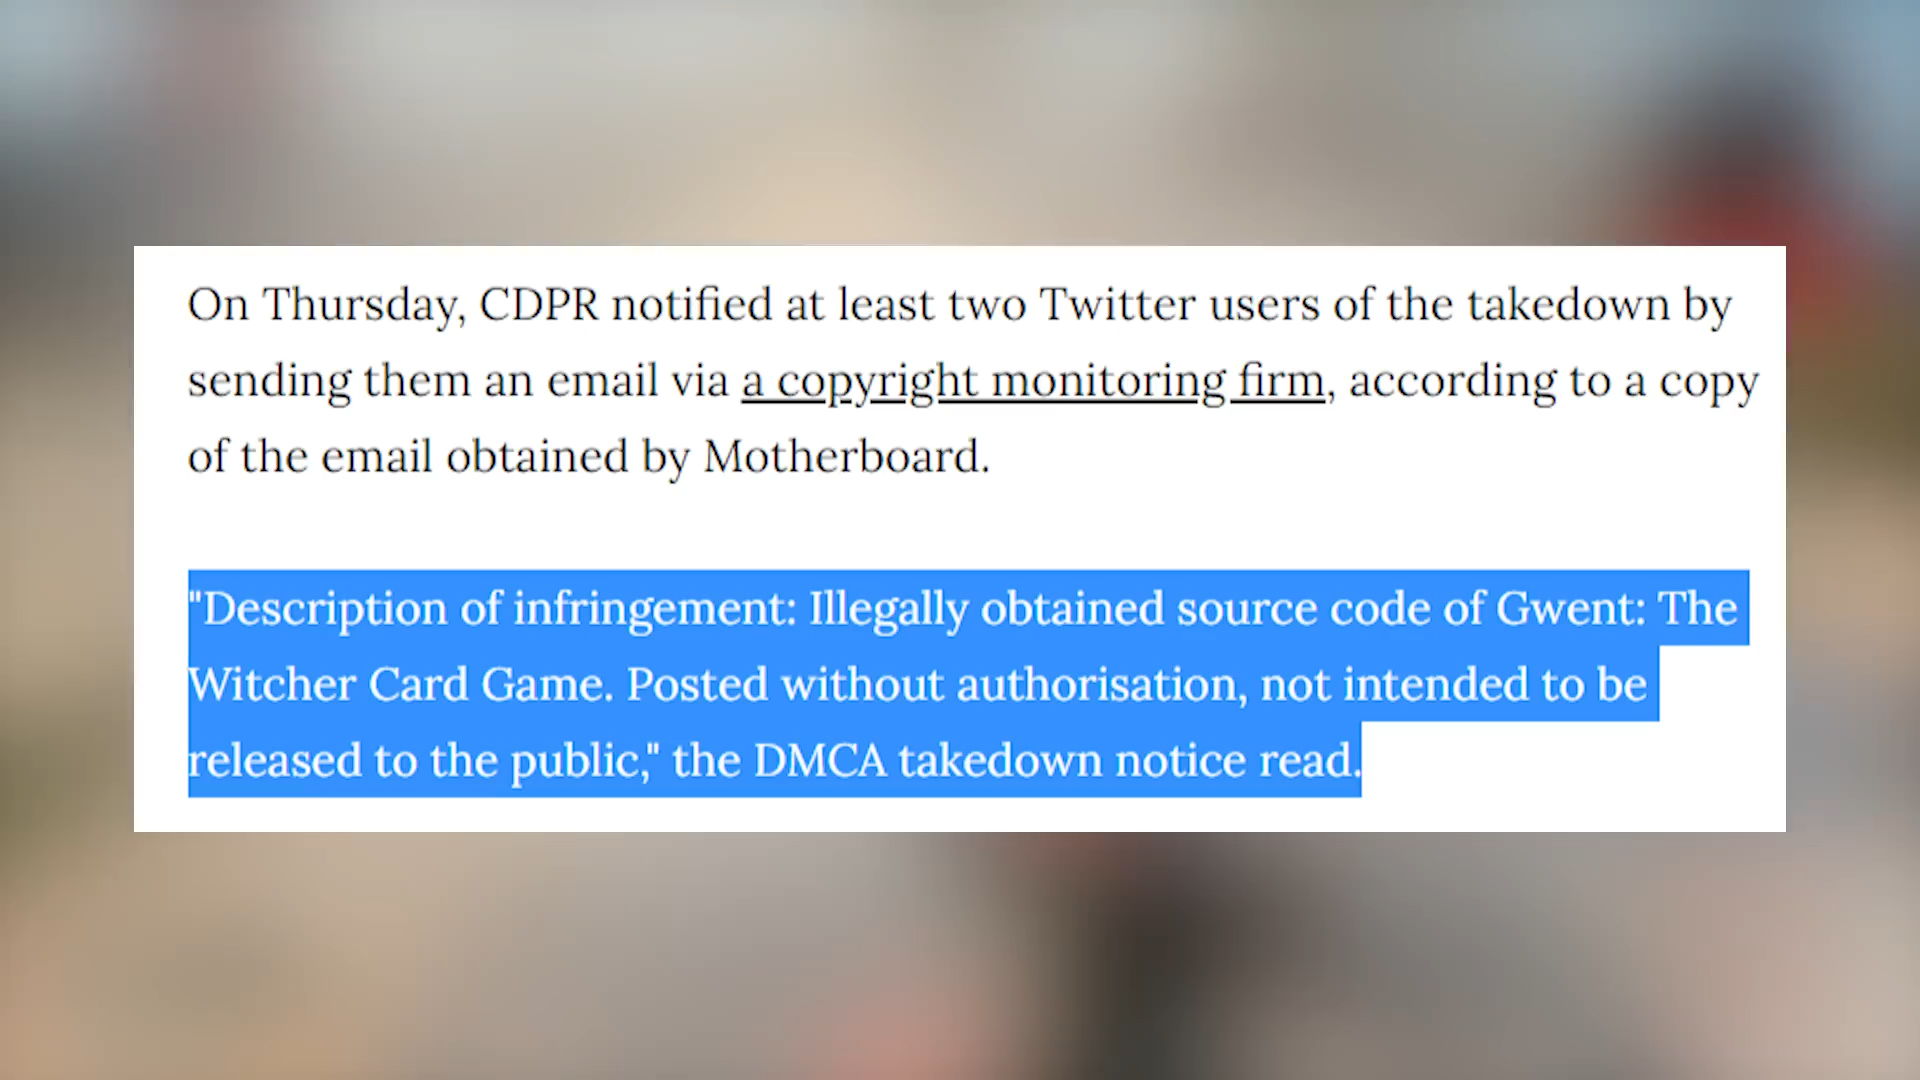 On Thursday, CDPR notified at least two Twitter users of the takedown by
sending them an email via a copyright monitoring firm, according to a copy
of the email obtained by Motherboard.
"Description of infringement: Illegally obtained source code of Gwent: The
Witcher Card Game. Posted without authorisation, not intended to be
released to the public," the DMCA takedown notice read.